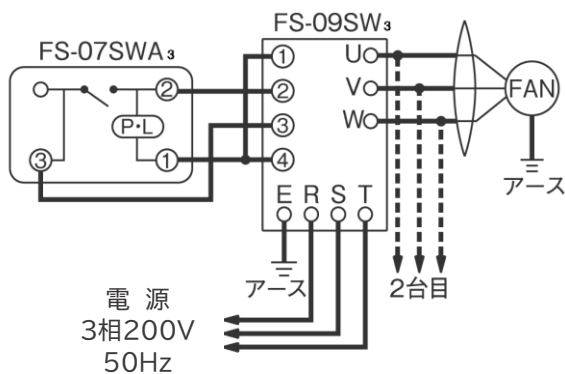 FS-09SW₃
FS-07SWA₃
① U
② V
③ W
④
② P・L
③ ①
FAN
アース
E R S T
アース
2台目
電 源
3相200V
50Hz